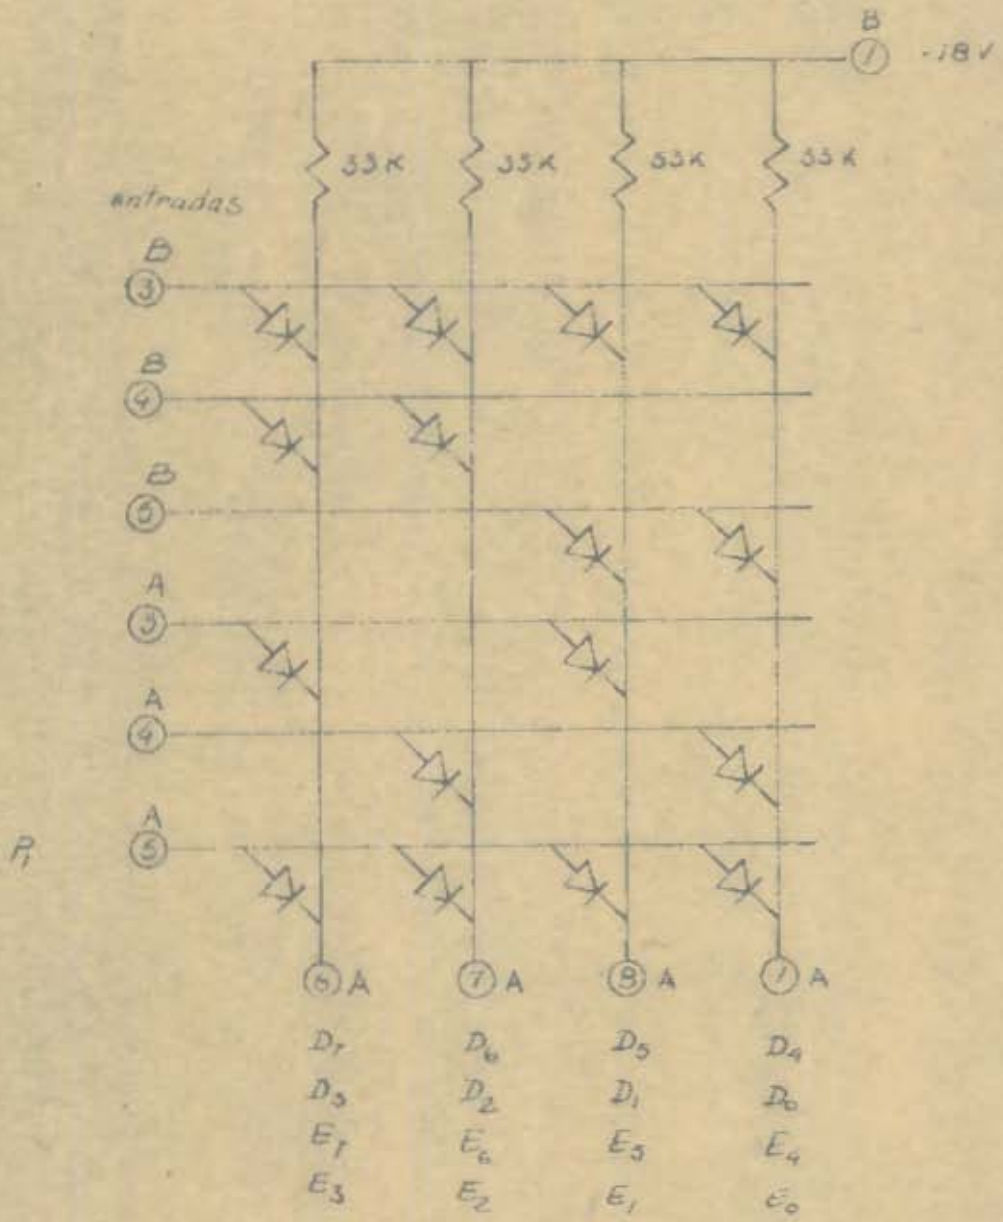 B
1 -18V
33K 33K 33K 33K
entradas
B
3
B
4
B
5
A
3
A
4
A
P₁ 5
6 A 7 A 8 A 1 A
D₇ D₆ D₅ D₄
D₃ D₂ D₁ D₀
E₇ E₆ E₅ E₄
E₃ E₂ E₁ E₀